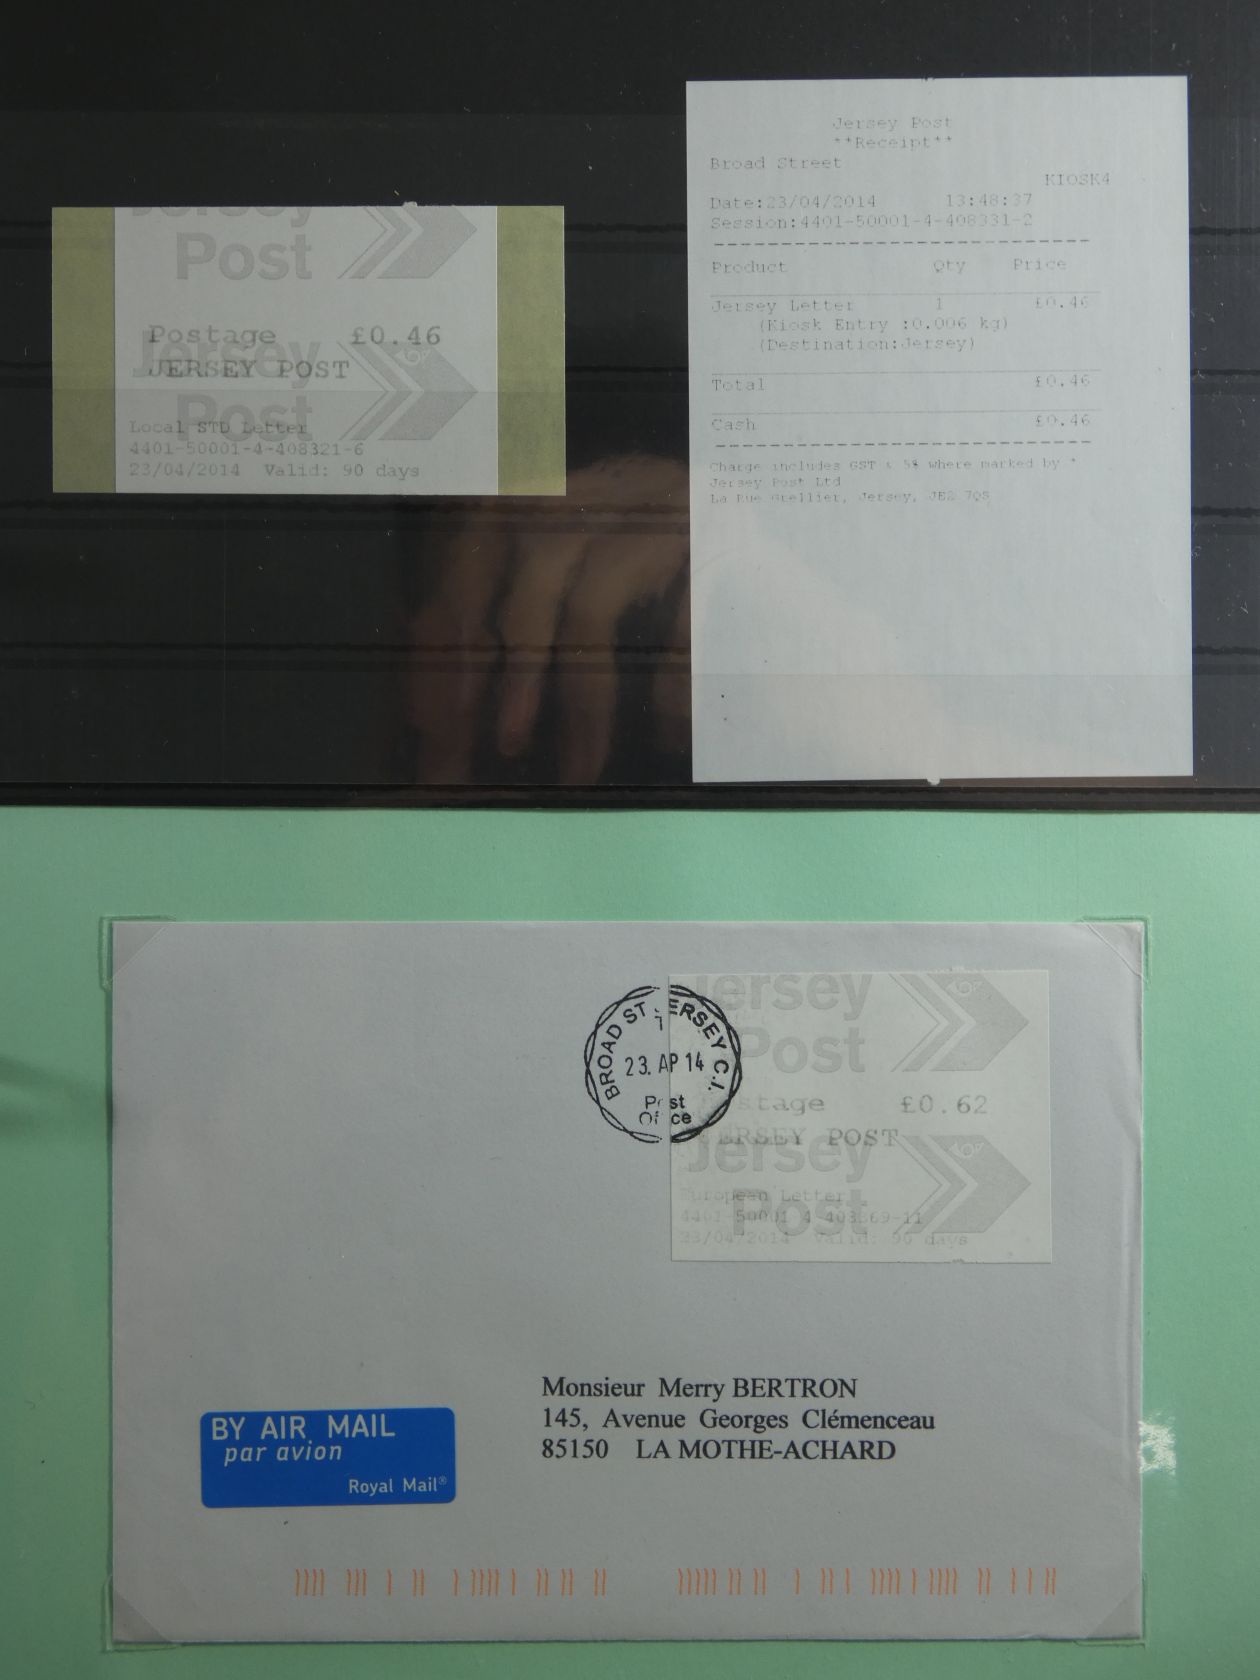 Jersey
Post
Postage £0.46
Jersey
JERSEY POST
Post
Local STD Letter
4401-50001-4-408321-6
23/04/2014 Valid: 90 days
Jersey Post
**Receipt**
Broad Street
KIOSK4
Date:23/04/2014 13:48:37
Session:4401-50001-4-408331-2
Product Qty Price
Jersey Letter 1 £0.46
(Kiosk Entry :0.006 kg)
(Destination:Jersey)
Total £0.46
Cash £0.46
Charge includes GST & 5% where marked by *
Jersey Post Ltd
La Rue Grellier, Jersey, JE2 7QS
BROAD ST JERSEY C.I.
23. AP 14
Post
Office
Jersey
Post
Postage £0.62
JERSEY POST
Jersey
Post
European Letter
23/04/2014 Valid: 90 days
Monsieur Merry BERTRON
145, Avenue Georges Clémenceau
85150 LA MOTHE-ACHARD
BY AIR MAIL
par avion
Royal Mail®